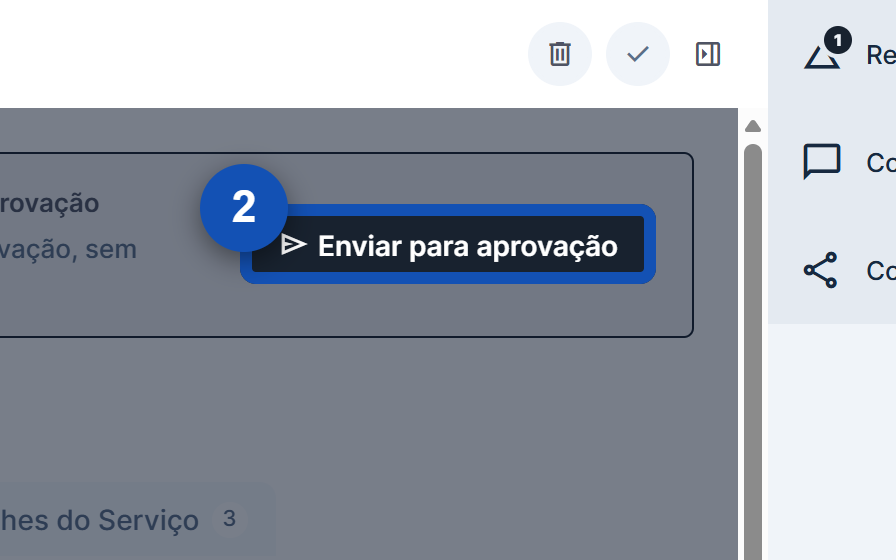 1
Re
Co
Co
rovação
vação, sem
2
Enviar para aprovação
hes do Serviço 3